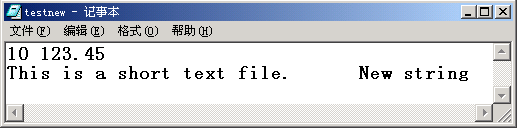 testnew - 记事本
文件(F) 编辑(E) 格式(O) 帮助(H)
10 123.45
This is a short text file.      New string